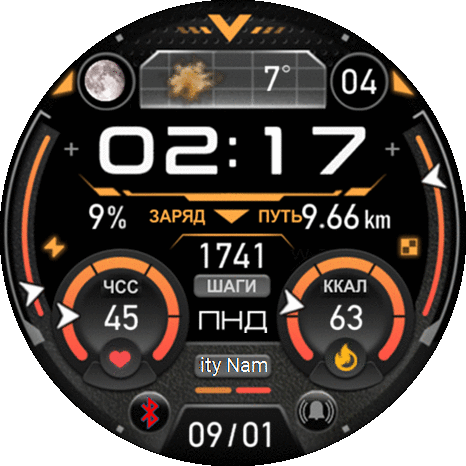 7° 04
02:17
9% ЗАРЯД ПУТЬ 9.66 km
1741
ШАГИ
ЧСС
45
ККАЛ
63
ПНД
ity Nam
09/01